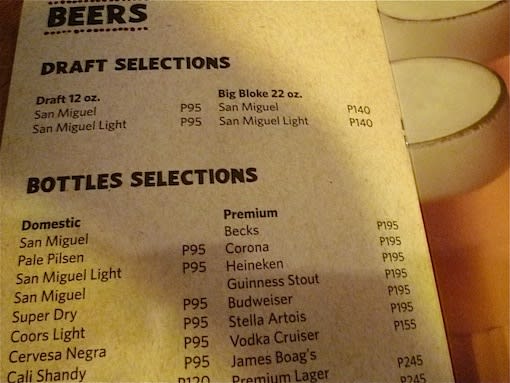 BEERS
DRAFT SELECTIONS
Draft 12 oz.
San Miguel P95
San Miguel Light P95
Big Bloke 22 oz.
San Miguel P140
San Miguel Light P140
BOTTLES SELECTIONS
Domestic
San Miguel
Pale Pilsen P95
San Miguel Light P95
San Miguel
Super Dry P95
Coors Light P95
Cervesa Negra P95
Cali Shandy P120
Premium
Becks P195
Corona P195
Heineken P195
Guinness Stout P195
Budweiser P195
Stella Artois P195
Vodka Cruiser P155
James Boag's
Premium Lager P245
P245